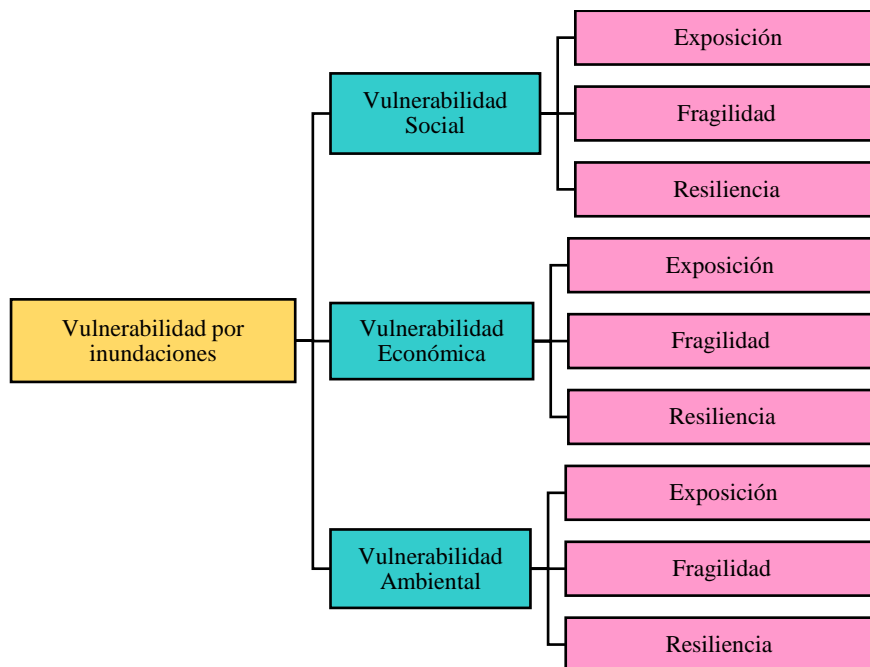 Vulnerabilidad por
inundaciones
Vulnerabilidad
Social
Exposición
Fragilidad
Resiliencia
Vulnerabilidad
Económica
Exposición
Fragilidad
Resiliencia
Vulnerabilidad
Ambiental
Exposición
Fragilidad
Resiliencia